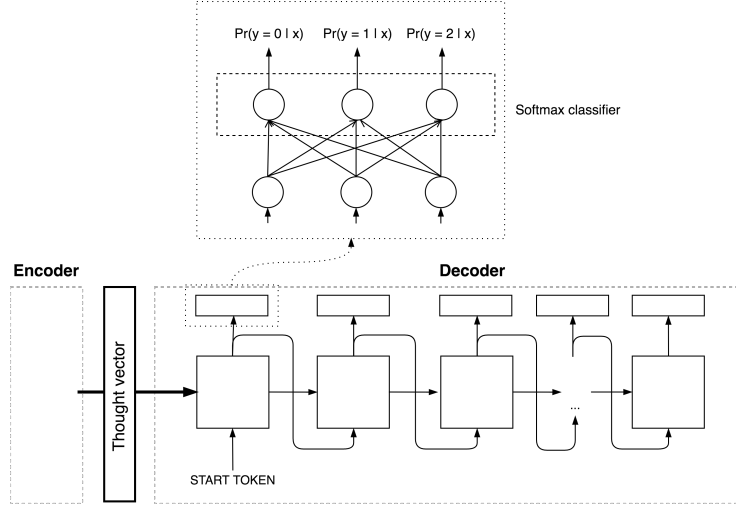 Pr(y = 0 | x) Pr(y = 1 | x) Pr(y = 2 | x)
Softmax classifier
Encoder
Decoder
Thought vector
...
START TOKEN